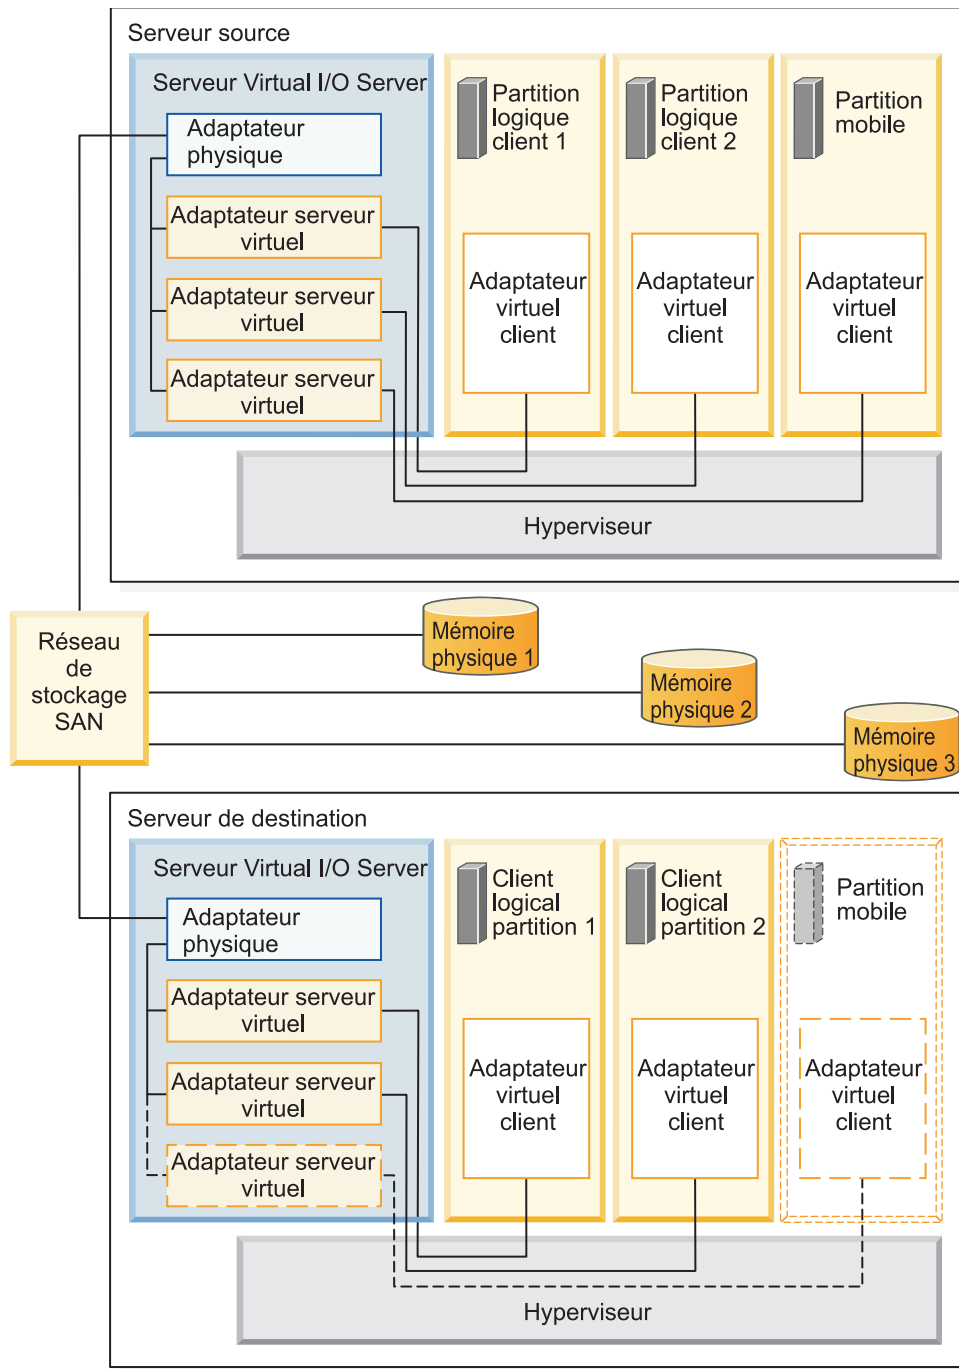 Serveur source
Serveur Virtual I/O Server
Adaptateur
physique
Adaptateur serveur
virtuel
Adaptateur serveur
virtuel
Adaptateur serveur
virtuel
Partition
logique
client 1
Adaptateur
virtuel
client
Partition
logique
client 2
Adaptateur
virtuel
client
Partition
mobile
Adaptateur
virtuel
client
Hyperviseur
Réseau
de
stockage
SAN
Mémoire
physique 1
Mémoire
physique 2
Mémoire
physique 3
Serveur de destination
Serveur Virtual I/O Server
Adaptateur
physique
Adaptateur serveur
virtuel
Adaptateur serveur
virtuel
Adaptateur serveur
virtuel
Client
logical
partition 1
Adaptateur
virtuel
client
Client
logical
partition 2
Adaptateur
virtuel
client
Partition
mobile
Adaptateur
virtuel
client
Hyperviseur